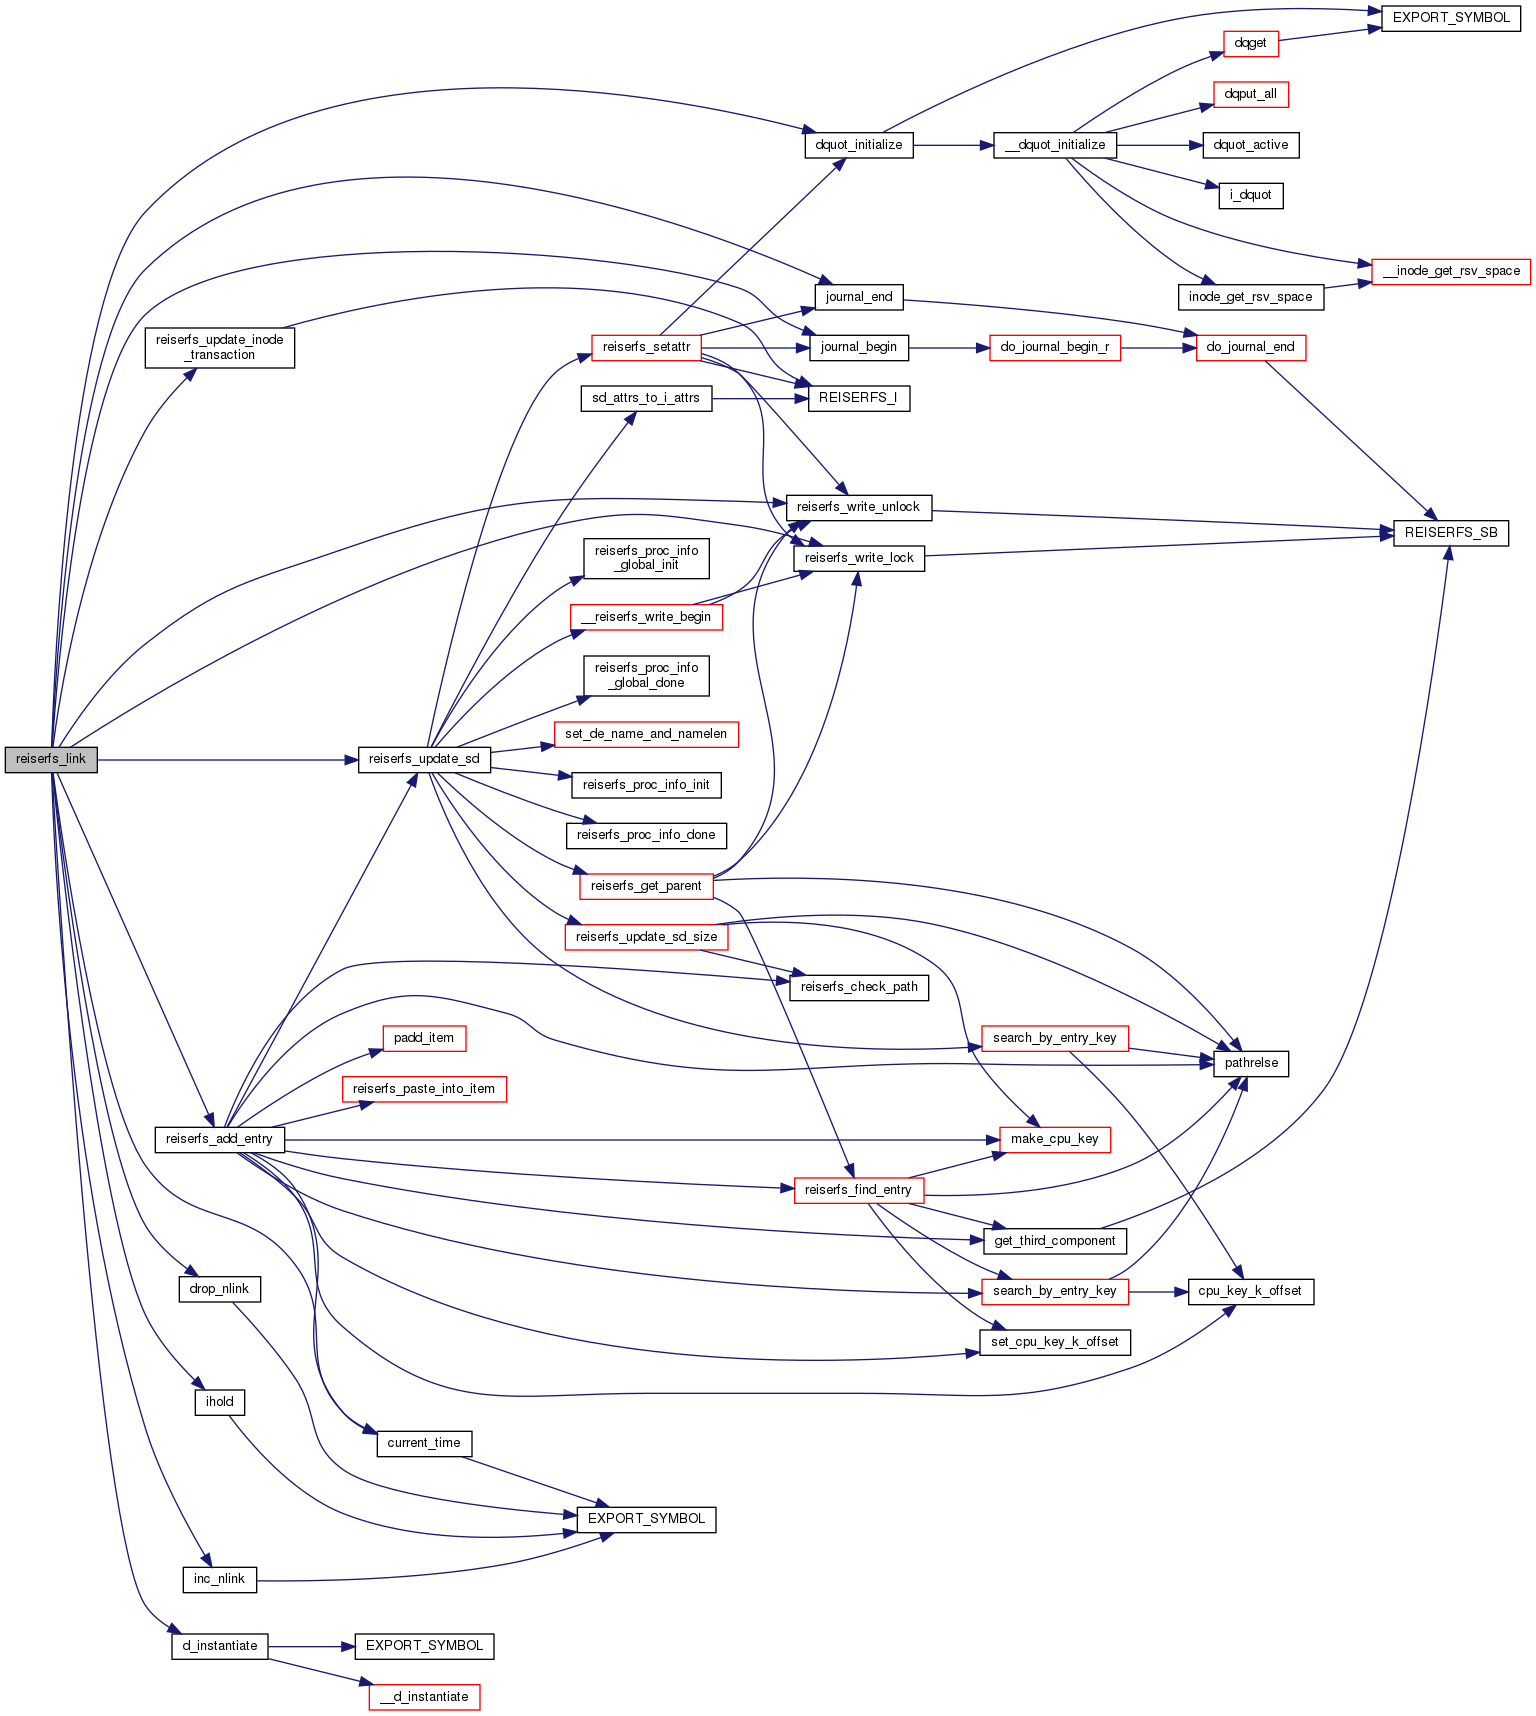 EXPORT_SYMBOL
dqget
dqput_all
dquot_initialize
__dquot_initialize
dquot_active
i_dquot
__inode_get_rsv_space
journal_end
inode_get_rsv_space
reiserfs_update_inode
_transaction
reiserfs_setattr
journal_begin
do_journal_begin_r
do_journal_end
sd_attrs_to_i_attrs
REISERFS_I
reiserfs_write_unlock
REISERFS_SB
reiserfs_proc_info
_global_init
reiserfs_write_lock
__reiserfs_write_begin
reiserfs_proc_info
_global_done
set_de_name_and_namelen
reiserfs_link
reiserfs_update_sd
reiserfs_proc_info_init
reiserfs_proc_info_done
reiserfs_get_parent
reiserfs_update_sd_size
reiserfs_check_path
padd_item
search_by_entry_key
pathrelse
reiserfs_paste_into_item
reiserfs_add_entry
make_cpu_key
reiserfs_find_entry
get_third_component
drop_nlink
search_by_entry_key
cpu_key_k_offset
set_cpu_key_k_offset
ihold
current_time
EXPORT_SYMBOL
inc_nlink
d_instantiate
EXPORT_SYMBOL
__d_instantiate